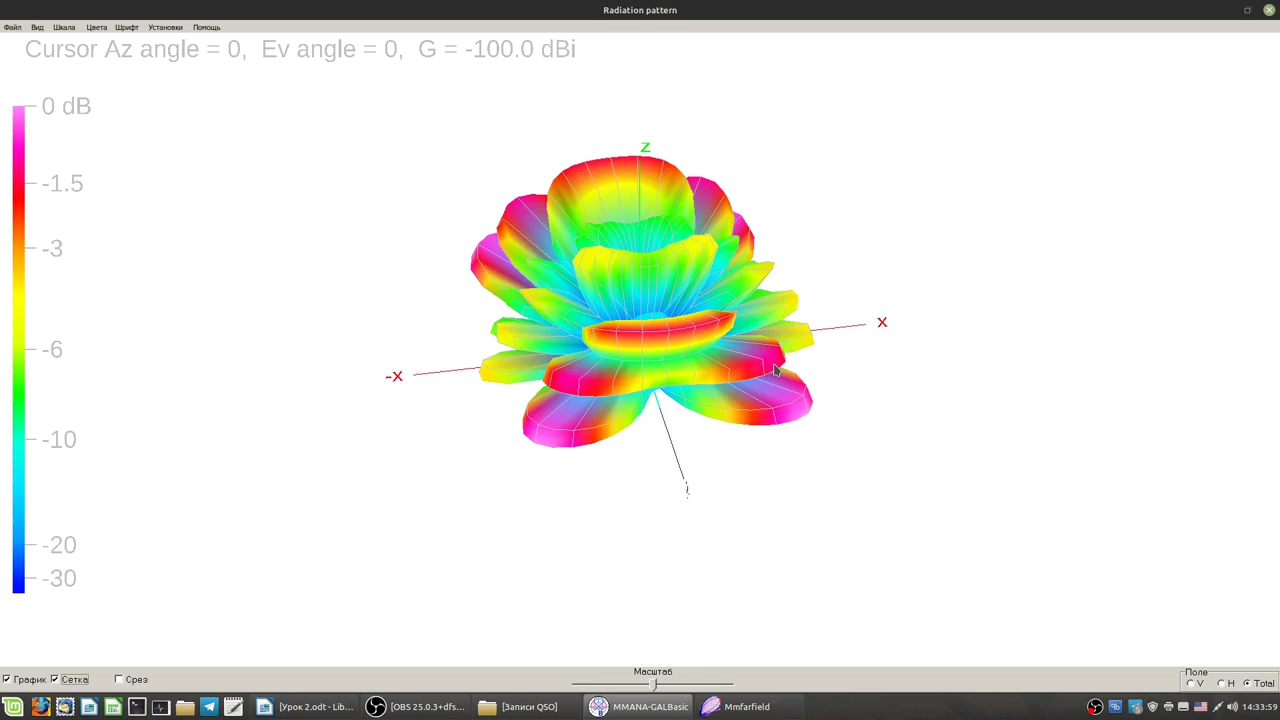 Radiation pattern
Файл Вид Шкала Цвета Шрифт Установки Помощь
Cursor Az angle = 0, Ev angle = 0, G = -100.0 dBi
0 dB
-1.5
-3
-6
-10
-20
-30
Z
X
-X
Масштаб
График Сетка Срез
Поле
V H Total
[Урок 2.odt - Lib...
[OBS 25.0.3+dfs...
[Записи QSO]
MMANA-GALBasic
Mmfarfield
14:33:59